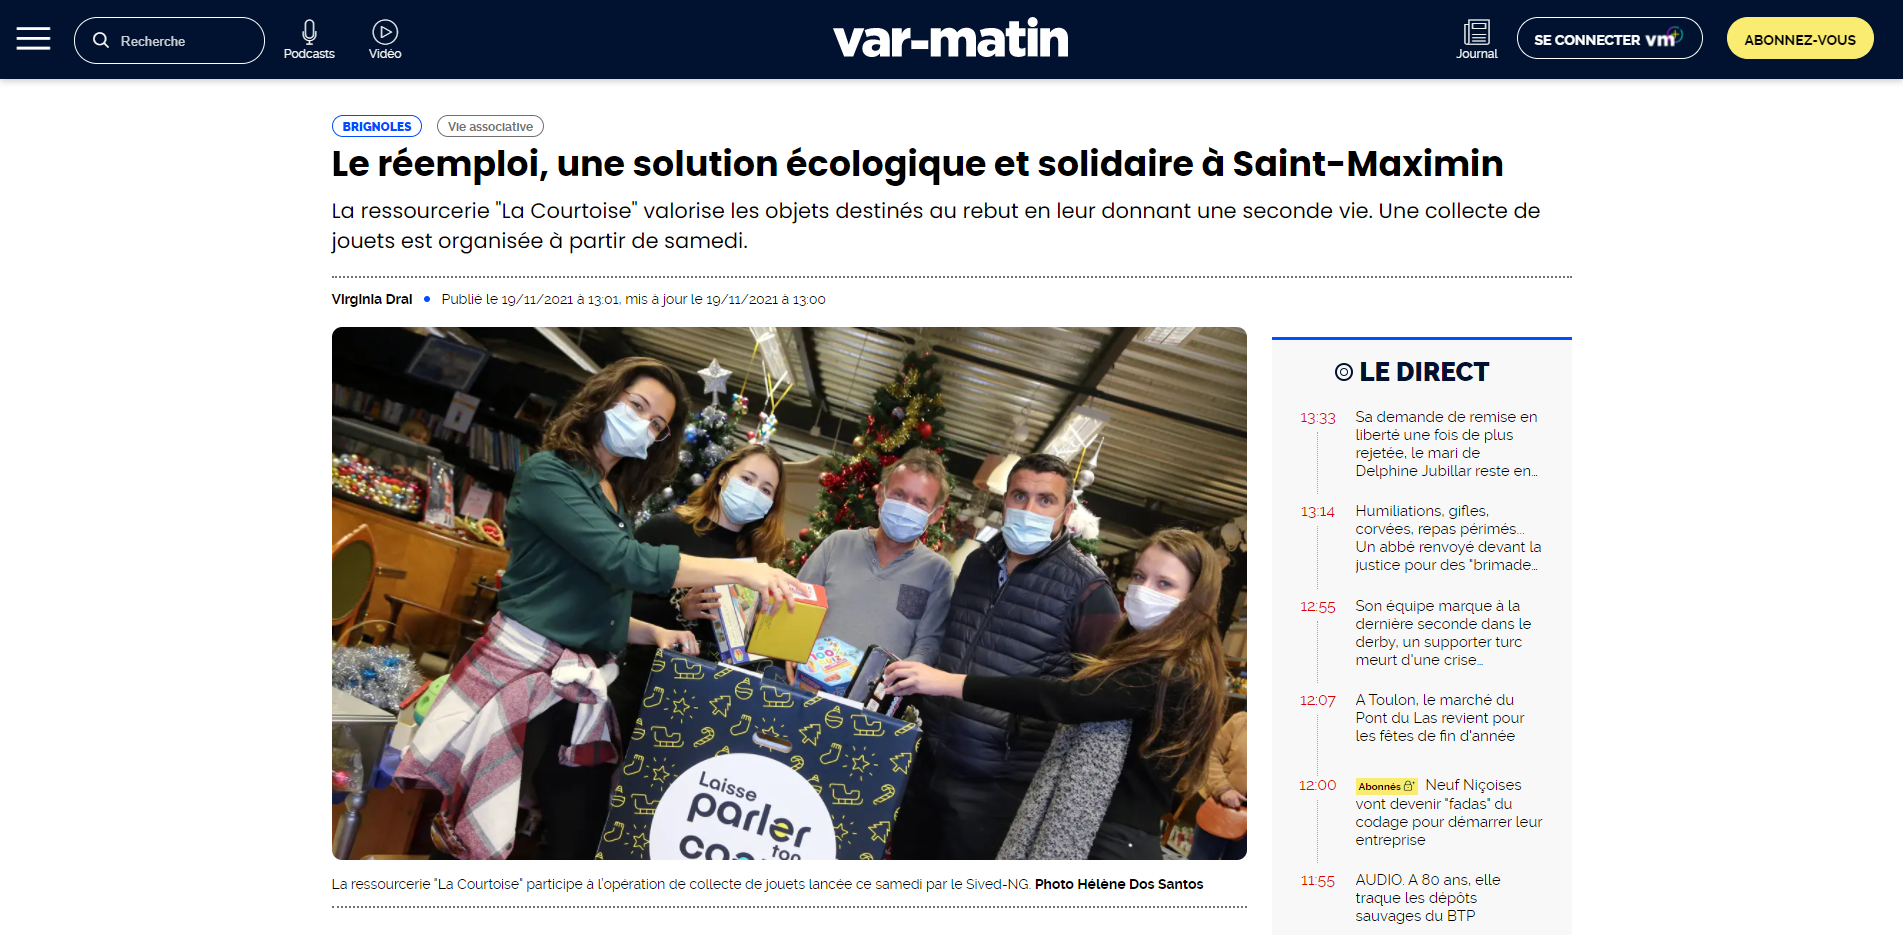 Recherche
Podcasts
Vidéo
var-matin
Journal
SE CONNECTER vm
ABONNEZ-VOUS
BRIGNOLES
Vie associative
Le réemploi, une solution écologique et solidaire à Saint-Maximin
La ressourcerie "La Courtoise" valorise les objets destinés au rebut en leur donnant une seconde vie. Une collecte de
jouets est organisée à partir de samedi.
Virginia Drai • Publié le 19/11/2021 à 13:01, mis à jour le 19/11/2021 à 13:00
Laisse
parler
ton
La ressourcerie "La Courtoise" participe à l'opération de collecte de jouets lancée ce samedi par le Sived-NG. Photo Hélène Dos Santos
LE DIRECT
13:33
Sa demande de remise en
liberté une fois de plus
rejetée, le mari de
Delphine Jubillar reste en...
13:14
Humiliations, gifles,
corvées, repas périmés...
Un abbé renvoyé devant la
justice pour des "brimade...
12:55
Son équipe marque à la
dernière seconde dans le
derby, un supporter turc
meurt d'une crise...
12:07
A Toulon, le marché du
Pont du Las revient pour
les fêtes de fin d'année
12:00
Abonnés Neuf Niçoises
vont devenir "fadas" du
codage pour démarrer leur
entreprise
11:55
AUDIO. A 80 ans, elle
traque les dépôts
sauvages du BTP